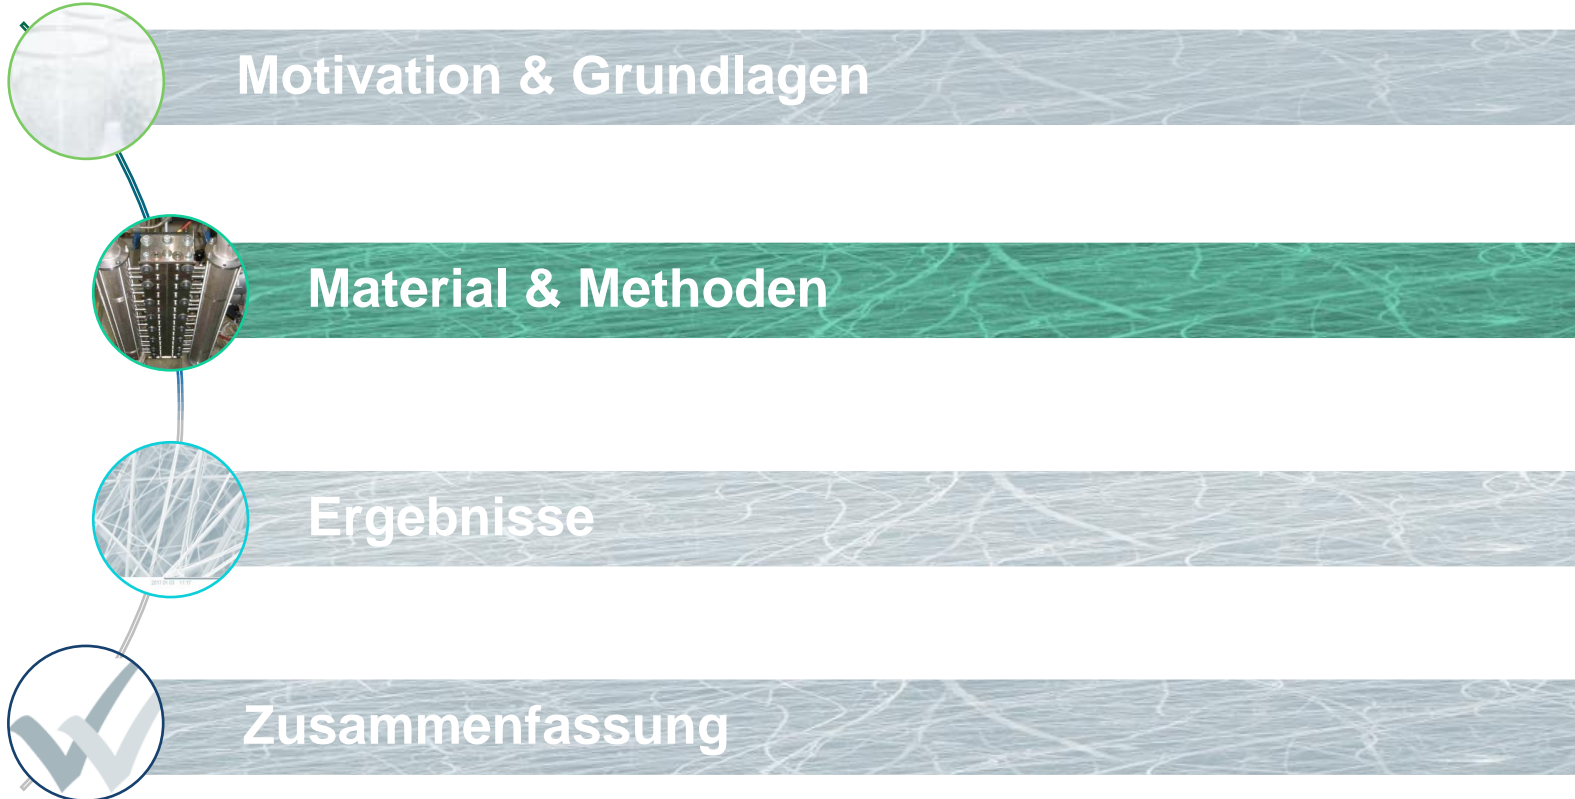 Motivation & Grundlagen
Material & Methoden
Ergebnisse
Zusammenfassung